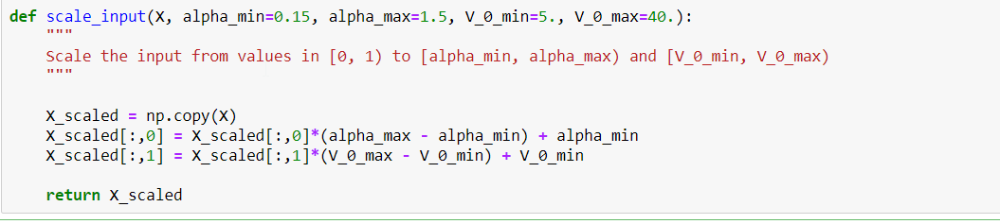 def scale_input(X, alpha_min=0.15, alpha_max=1.5, V_0_min=5., V_0_max=40.):
    """
    Scale the input from values in [0, 1) to [alpha_min, alpha_max) and [V_0_min, V_0_max)
    """
    X_scaled = np.copy(X)
    X_scaled[:,0] = X_scaled[:,0]*(alpha_max - alpha_min) + alpha_min
    X_scaled[:,1] = X_scaled[:,1]*(V_0_max - V_0_min) + V_0_min
    return X_scaled